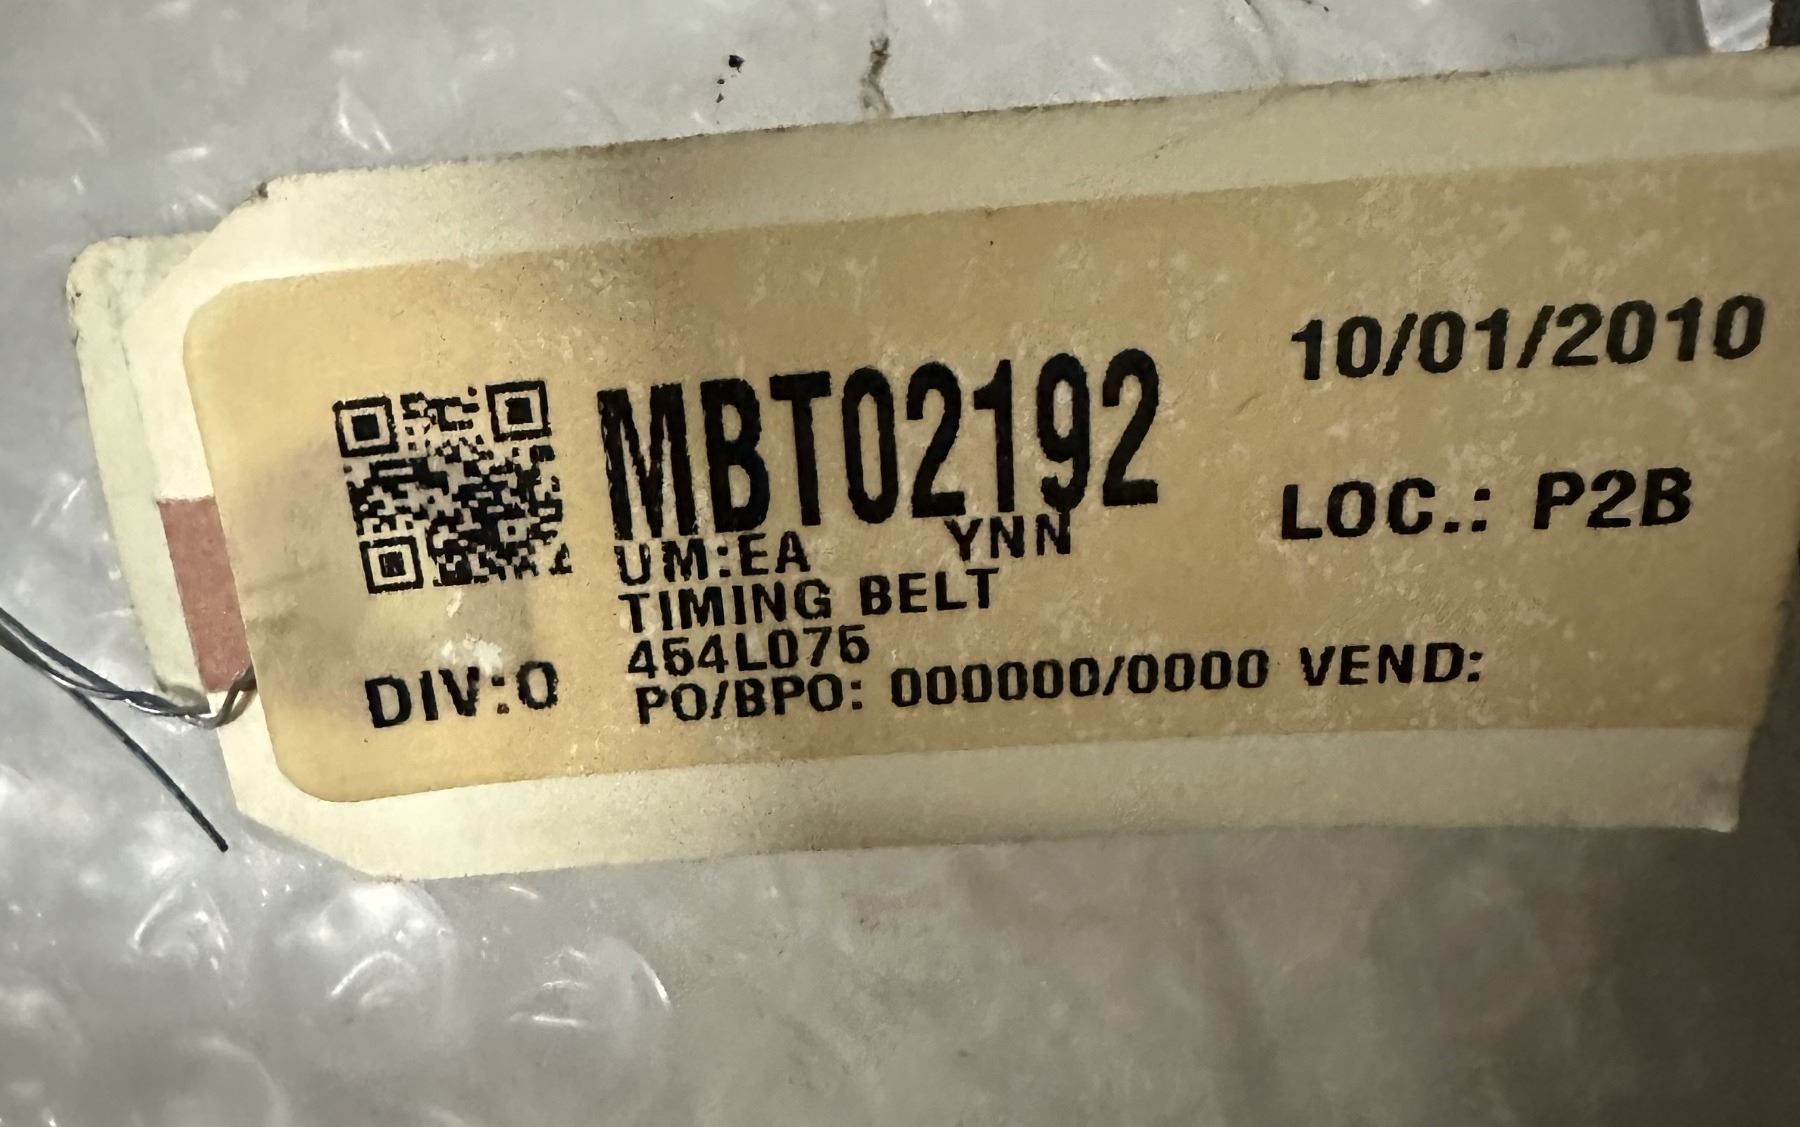 10/01/2010
MBT02192
LOC.: P2B
UM:EA YNN
TIMING BELT
454L075
DIV:0
PO/BPO: 000000/0000 VEND: